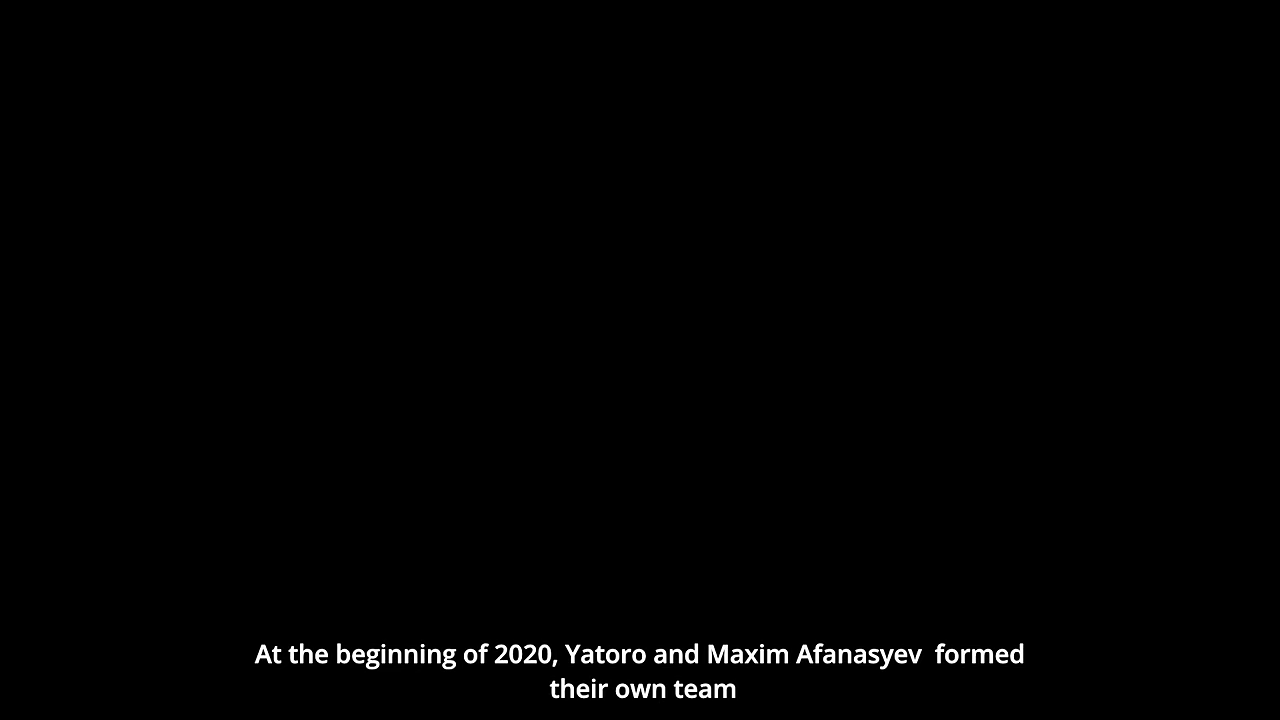 At the beginning of 2020, Yatoro and Maxim Afanasyev  formed
their own team